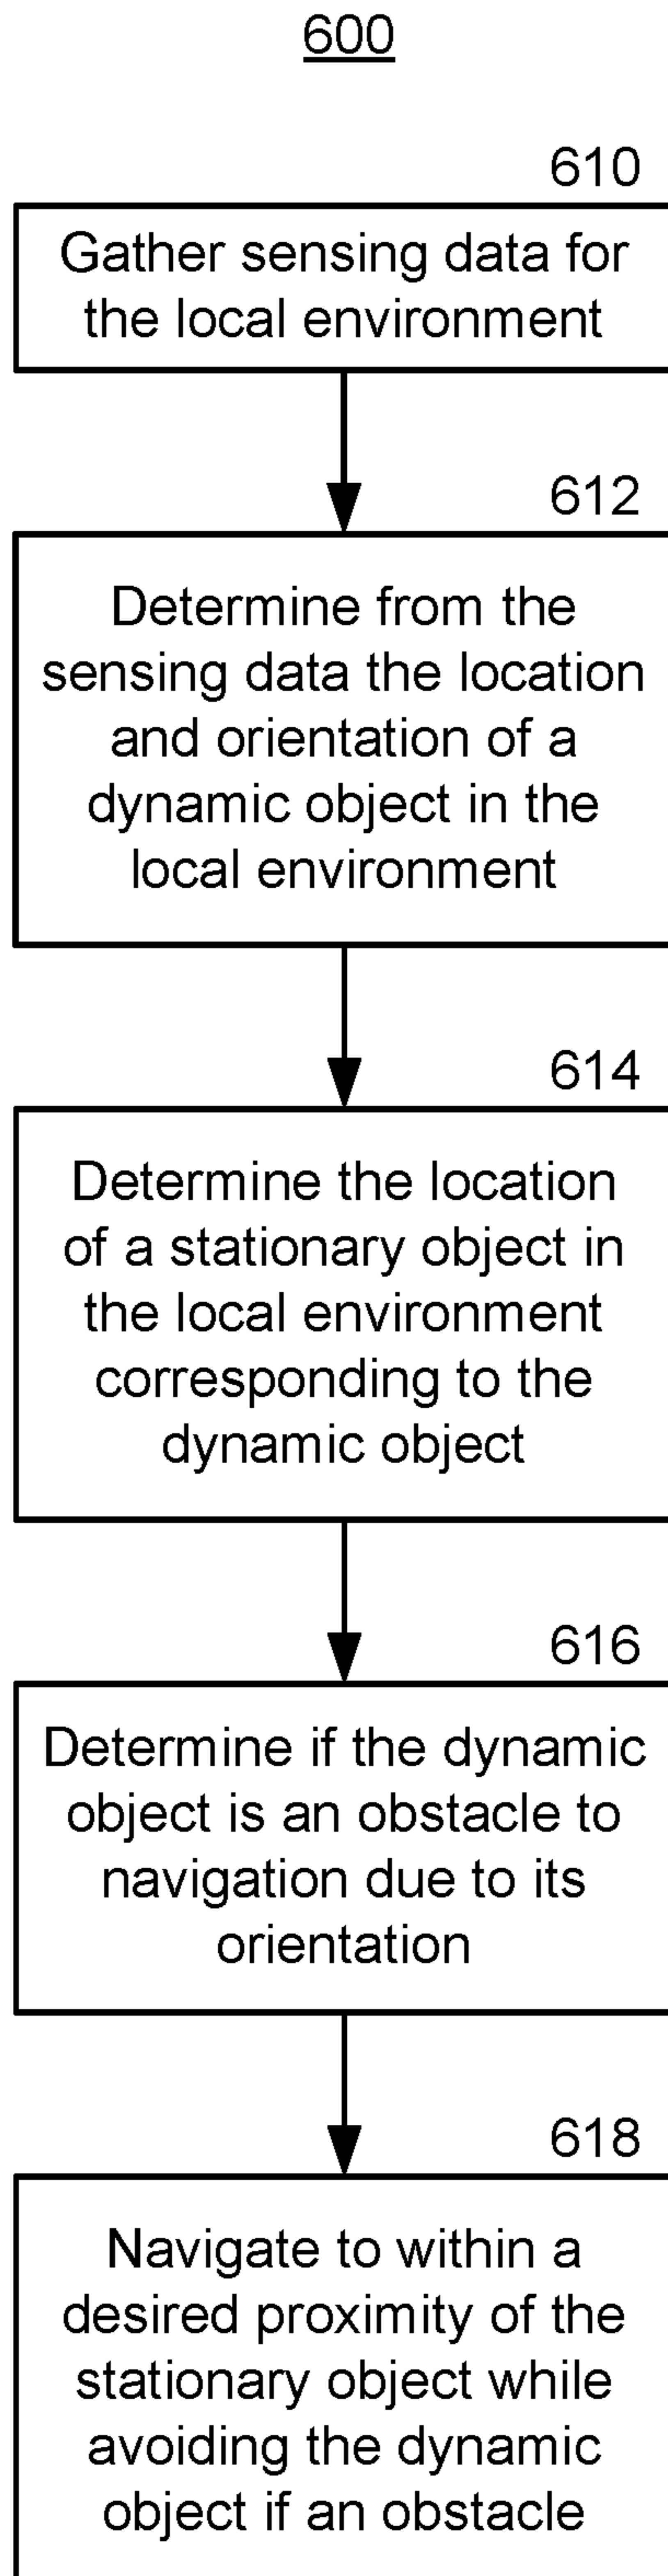 600
610
Gather sensing data for
the local environment
612
Determine from the
sensing data the location
and orientation of a
dynamic object in the
local environment
614
Determine the location
of a stationary object in
the local environment
corresponding to the
dynamic object
616
Determine if the dynamic
object is an obstacle to
navigation due to its
orientation
618
Navigate to within a
desired proximity of the
stationary object while
avoiding the dynamic
object if an obstacle